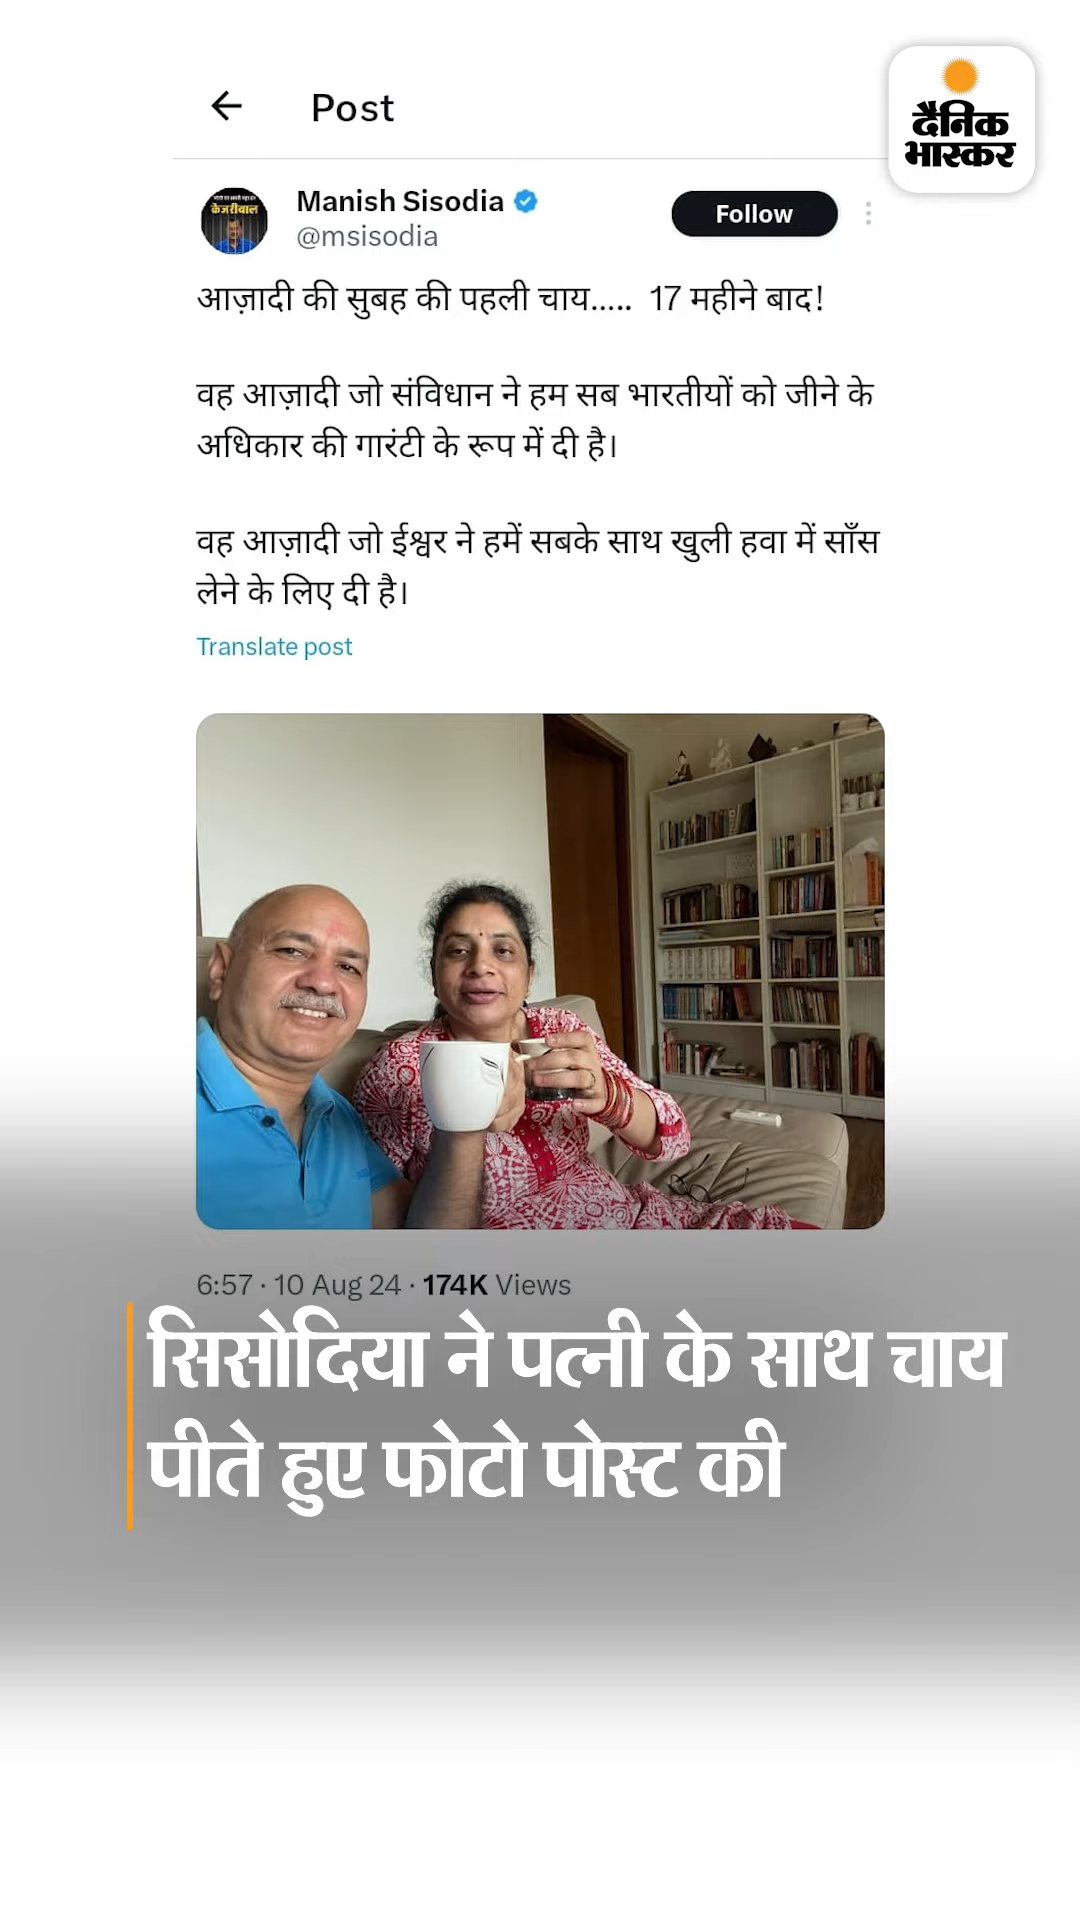 Post
दैनिक
भास्कर
केजरीवाल
Manish Sisodia
@msisodia
Follow
आज़ादी की सुबह की पहली चाय..... 17 महीने बाद!
वह आज़ादी जो संविधान ने हम सब भारतीयों को जीने के
अधिकार की गारंटी के रूप में दी है।
वह आज़ादी जो ईश्वर ने हमें सबके साथ खुली हवा में साँस
लेने के लिए दी है।
Translate post
6:57 · 10 Aug 24 · 174K Views
सिसोदिया ने पत्नी के साथ चाय
पीते हुए फोटो पोस्ट की